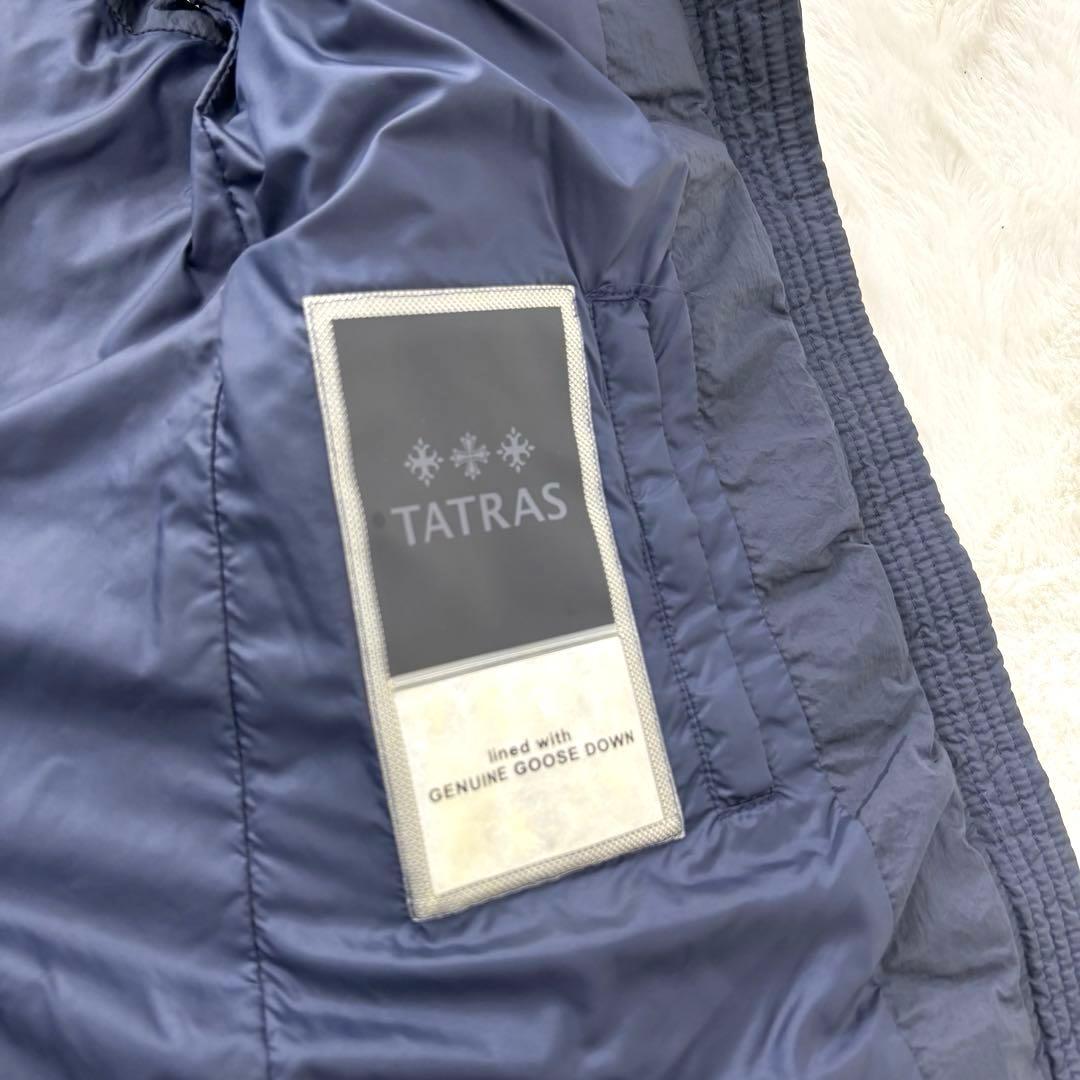 TATRAS
lined with
GENUINE GOOSE DOWN